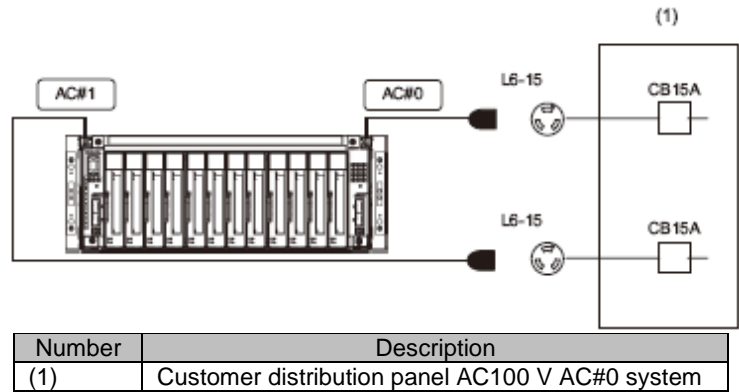 (1)
AC#1
AC#0
L6-15
CB15A
L6-15
CB15A
Number Description
(1) Customer distribution panel AC100 V AC#0 system